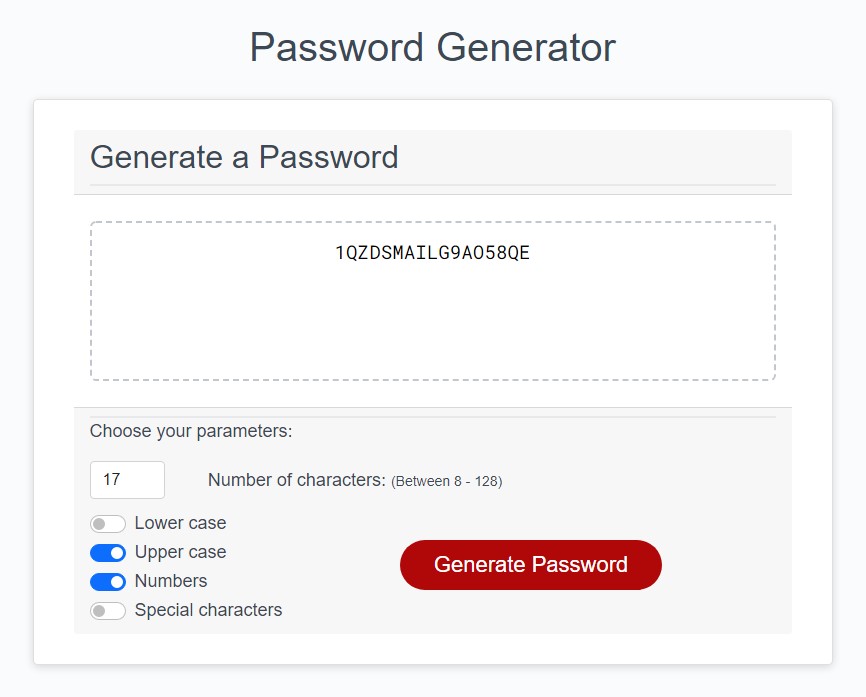 Password Generator
Generate a Password
1QZDSMAILG9AO58QE
Choose your parameters:
17 Number of characters: (Between 8 - 128)
Lower case
Upper case
Numbers
Special characters
Generate Password